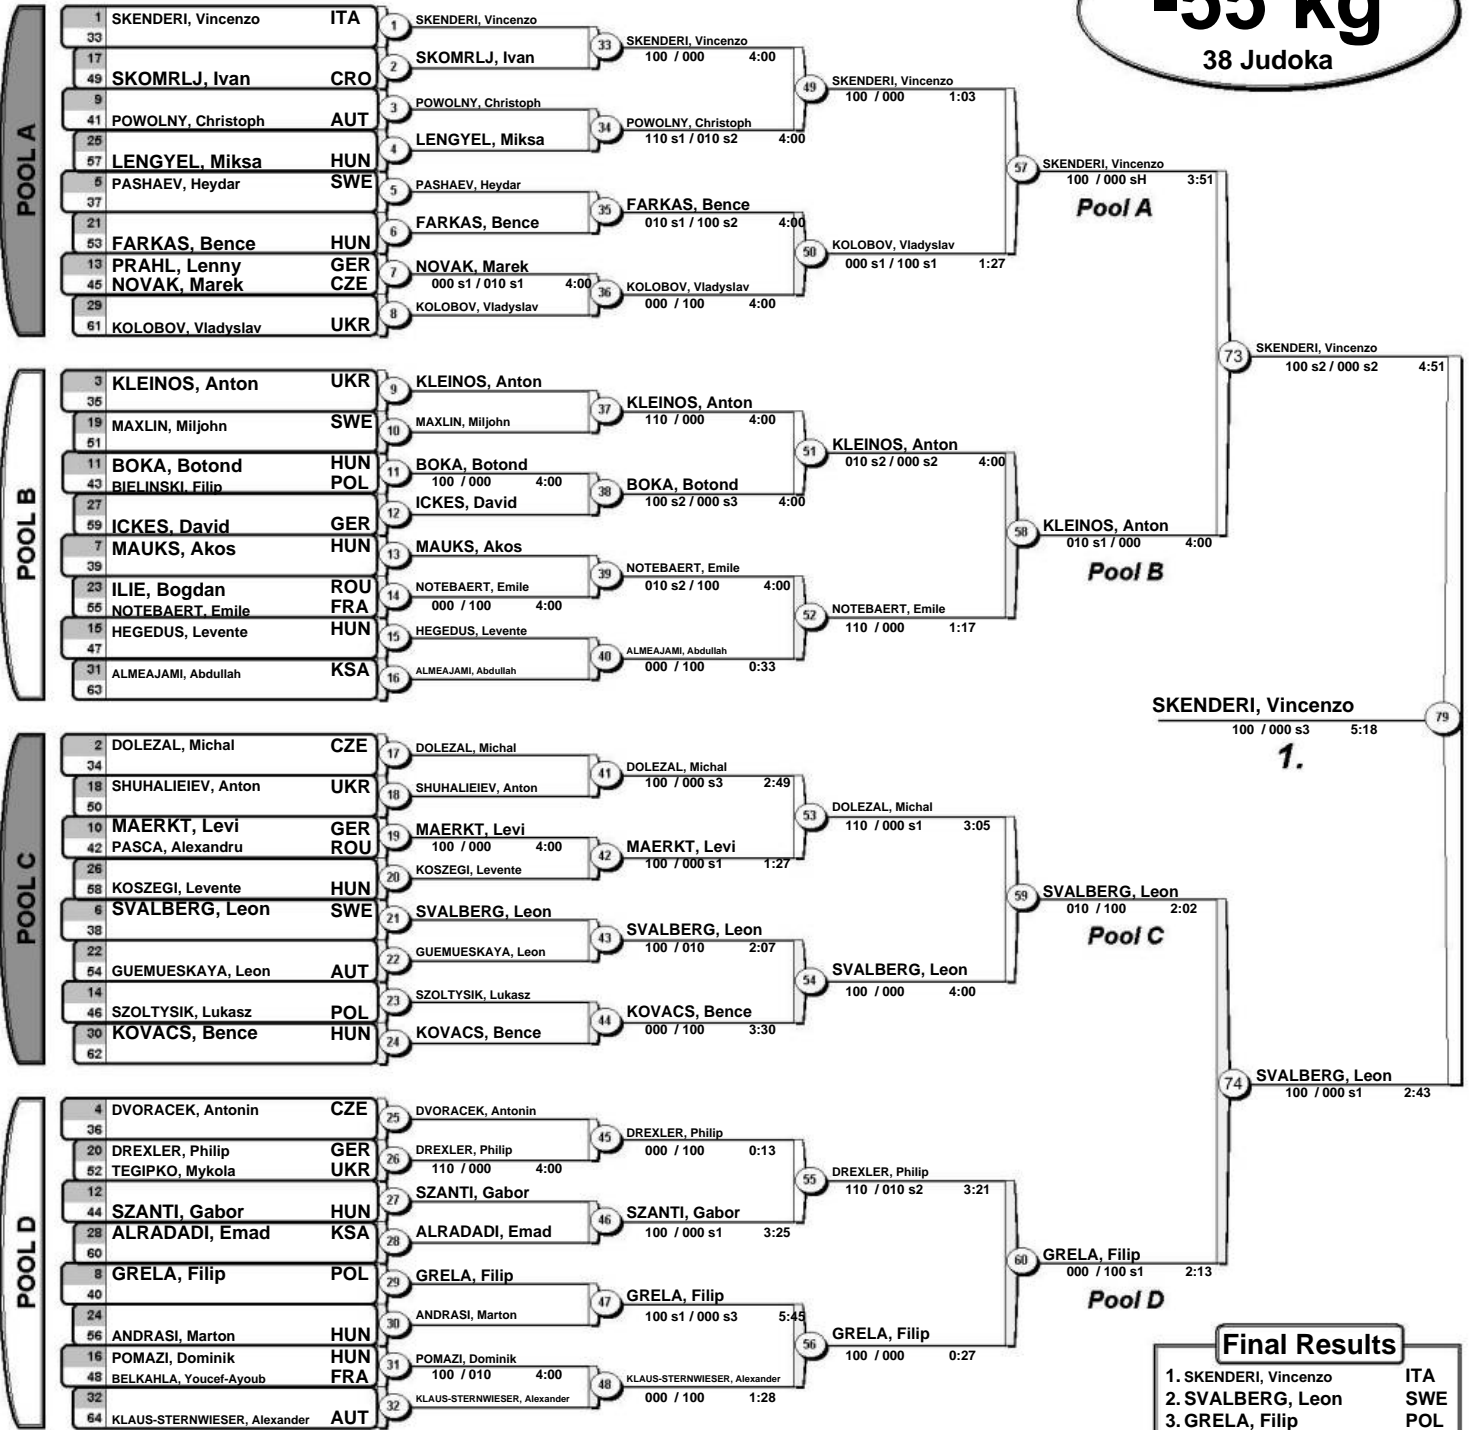 -55 kg
38 Judoka
POOL A
1 SKENDERI, Vincenzo ITA
33
17
49 SKOMRLJ, Ivan CRO
9
41 POWOLNY, Christoph AUT
25
57 LENGYEL, Miksa HUN
5 PASHAEV, Heydar SWE
37
21
53 FARKAS, Bence HUN
13 PRAHL, Lenny GER
45 NOVAK, Marek CZE
29
61 KOLOBOV, Vladyslav UKR
1 SKENDERI, Vincenzo
2 SKOMRLJ, Ivan
3 POWOLNY, Christoph
4 LENGYEL, Miksa
5 PASHAEV, Heydar
6 FARKAS, Bence
7 NOVAK, Marek
000 s1 / 010 s1 4:00
8 KOLOBOV, Vladyslav
33 SKENDERI, Vincenzo
100 / 000 4:00
34 POWOLNY, Christoph
110 s1 / 010 s2 4:00
35 FARKAS, Bence
010 s1 / 100 s2 4:00
36 KOLOBOV, Vladyslav
000 / 100 4:00
49 SKENDERI, Vincenzo
100 / 000 1:03
50 KOLOBOV, Vladyslav
000 s1 / 100 s1 1:27
57 SKENDERI, Vincenzo
100 / 000 sH 3:51
Pool A
POOL B
3 KLEINOS, Anton UKR
35
19 MAXLIN, Miljohn SWE
51
11 BOKA, Botond HUN
43 BIELINSKI, Filip POL
27
59 ICKES, David GER
7 MAUKS, Akos HUN
39
23 ILIE, Bogdan ROU
55 NOTEBAERT, Emile FRA
15 HEGEDUS, Levente HUN
47
31 ALMEAJAMI, Abdullah KSA
63
9 KLEINOS, Anton
10 MAXLIN, Miljohn
11 BOKA, Botond
100 / 000 4:00
12 ICKES, David
13 MAUKS, Akos
14 NOTEBAERT, Emile
000 / 100 4:00
15 HEGEDUS, Levente
16 ALMEAJAMI, Abdullah
37 KLEINOS, Anton
110 / 000 4:00
38 BOKA, Botond
100 s2 / 000 s3 4:00
39 NOTEBAERT, Emile
010 s2 / 100 4:00
40 ALMEAJAMI, Abdullah
000 / 100 0:33
51 KLEINOS, Anton
010 s2 / 000 s2 4:00
52 NOTEBAERT, Emile
110 / 000 1:17
58 KLEINOS, Anton
010 s1 / 000 4:00
Pool B
73 SKENDERI, Vincenzo
100 s2 / 000 s2 4:51
SKENDERI, Vincenzo 79
100 / 000 s3 5:18
1.
POOL C
2 DOLEZAL, Michal CZE
34
18 SHUHALIEIEV, Anton UKR
50
10 MAERKT, Levi GER
42 PASCA, Alexandru ROU
26
58 KOSZEGI, Levente HUN
6 SVALBERG, Leon SWE
38
22
54 GUEMUESKAYA, Leon AUT
14
46 SZOLTYSIK, Lukasz POL
30 KOVACS, Bence HUN
62
17 DOLEZAL, Michal
18 SHUHALIEIEV, Anton
19 MAERKT, Levi
100 / 000 4:00
20 KOSZEGI, Levente
21 SVALBERG, Leon
22 GUEMUESKAYA, Leon
23 SZOLTYSIK, Lukasz
24 KOVACS, Bence
41 DOLEZAL, Michal
100 / 000 s3 2:49
42 MAERKT, Levi
100 / 000 s1 1:27
43 SVALBERG, Leon
100 / 010 2:07
44 KOVACS, Bence
000 / 100 3:30
53 DOLEZAL, Michal
110 / 000 s1 3:05
54 SVALBERG, Leon
100 / 000 4:00
59 SVALBERG, Leon
010 / 100 2:02
Pool C
74 SVALBERG, Leon
100 / 000 s1 2:43
POOL D
4 DVORACEK, Antonin CZE
36
20 DREXLER, Philip GER
52 TEGIPKO, Mykola UKR
12
44 SZANTI, Gabor HUN
28 ALRADADI, Emad KSA
60
8 GRELA, Filip POL
40
24
56 ANDRASI, Marton HUN
16 POMAZI, Dominik HUN
48 BELKAHLA, Youcef-Ayoub FRA
32
64 KLAUS-STERNWIESER, Alexander AUT
25 DVORACEK, Antonin
26 DREXLER, Philip
110 / 000 4:00
27 SZANTI, Gabor
28 ALRADADI, Emad
29 GRELA, Filip
30 ANDRASI, Marton
31 POMAZI, Dominik
100 / 010 4:00
32 KLAUS-STERNWIESER, Alexander
45 DREXLER, Philip
000 / 100 0:13
46 SZANTI, Gabor
100 / 000 s1 3:25
47 GRELA, Filip
100 s1 / 000 s3 5:45
48 KLAUS-STERNWIESER, Alexander
000 / 100 1:28
55 DREXLER, Philip
110 / 010 s2 3:21
56 GRELA, Filip
100 / 000 0:27
60 GRELA, Filip
000 / 100 s1 2:13
Pool D
Final Results
1. SKENDERI, Vincenzo ITA
2. SVALBERG, Leon SWE
3. GRELA, Filip POL